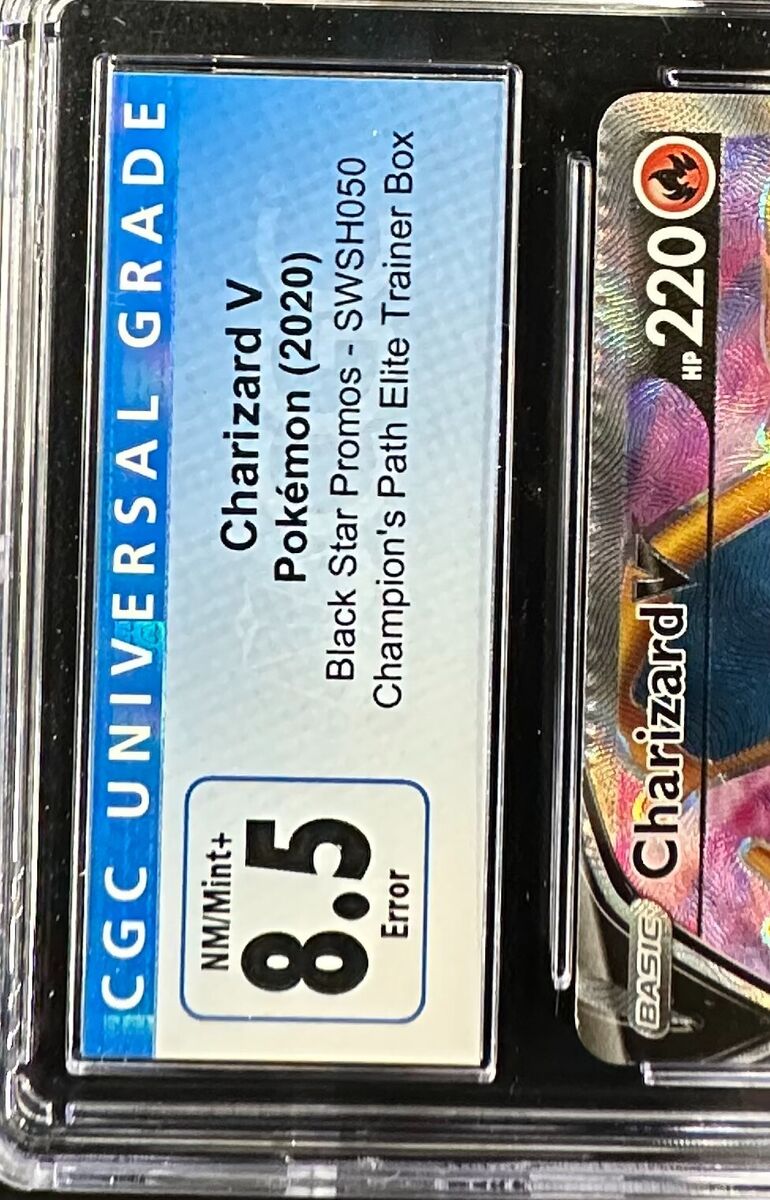 CGC UNIVERSAL GRADE
NM/Mint+
8.5
Error
Charizard V
Pokémon (2020)
Black Star Promos - SWSH050
Champion's Path Elite Trainer Box
BASIC
Charizard V
HP 220